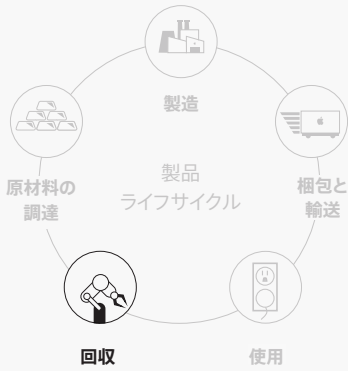 製造
原材料の
調達
製品
ライフサイクル
梱包と
輸送
回収
使用